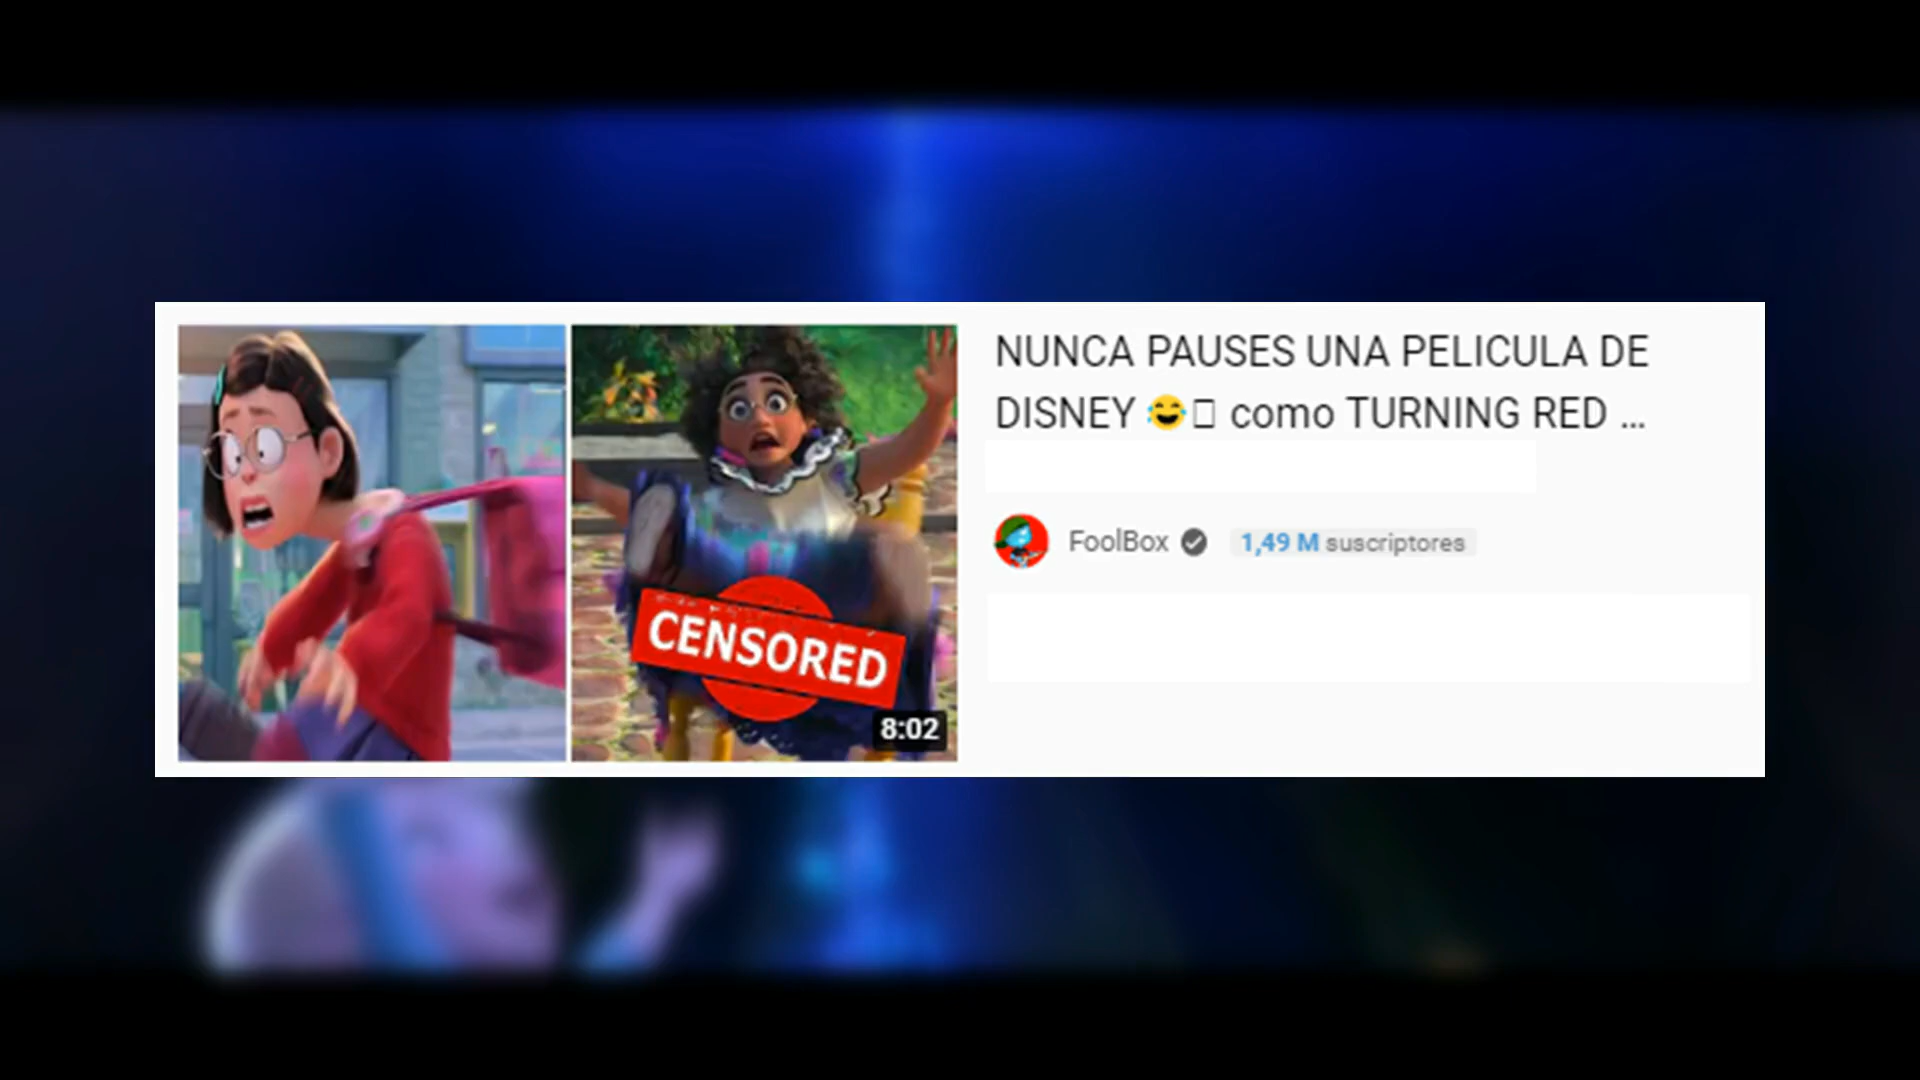 NUNCA PAUSES UNA PELICULA DE
DISNEY 😂 como TURNING RED ...
FoolBox
1,49 M suscriptores
CENSORED
8:02